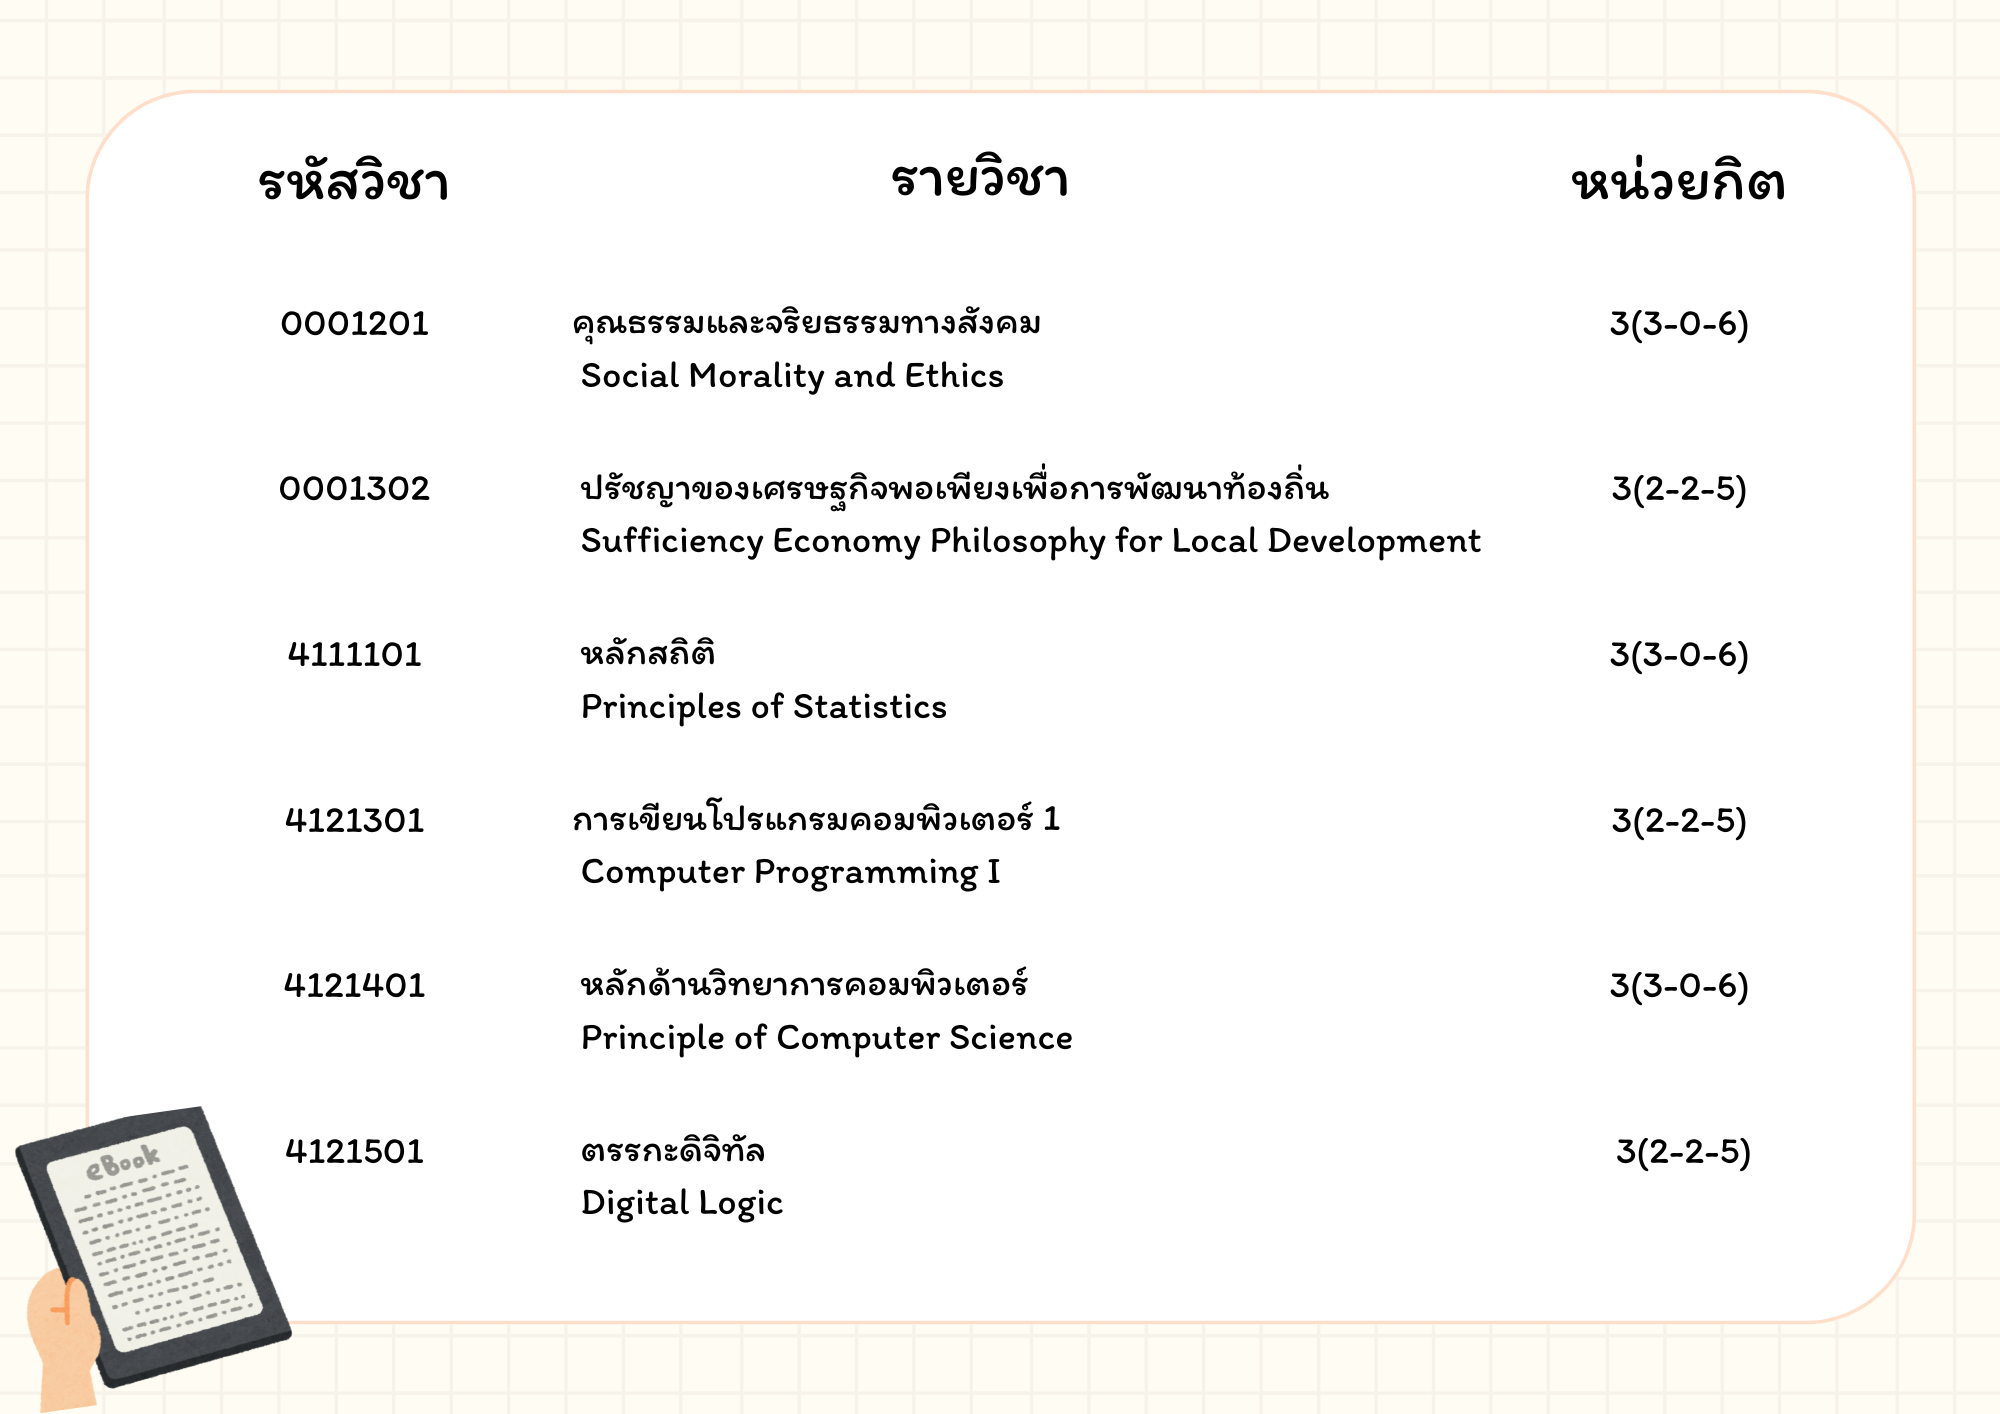 รหัสวิชา รายวิชา หน่วยกิต
0001201 คุณธรรมและจริยธรรมทางสังคม 3(3-0-6)
Social Morality and Ethics
0001302 ปรัชญาของเศรษฐกิจพอเพียงเพื่อการพัฒนาท้องถิ่น 3(2-2-5)
Sufficiency Economy Philosophy for Local Development
4111101 หลักสถิติ 3(3-0-6)
Principles of Statistics
4121301 การเขียนโปรแกรมคอมพิวเตอร์ 1 3(2-2-5)
Computer Programming I
4121401 หลักด้านวิทยาการคอมพิวเตอร์ 3(3-0-6)
Principle of Computer Science
4121501 ตรรกะดิจิทัล 3(2-2-5)
Digital Logic
eBook